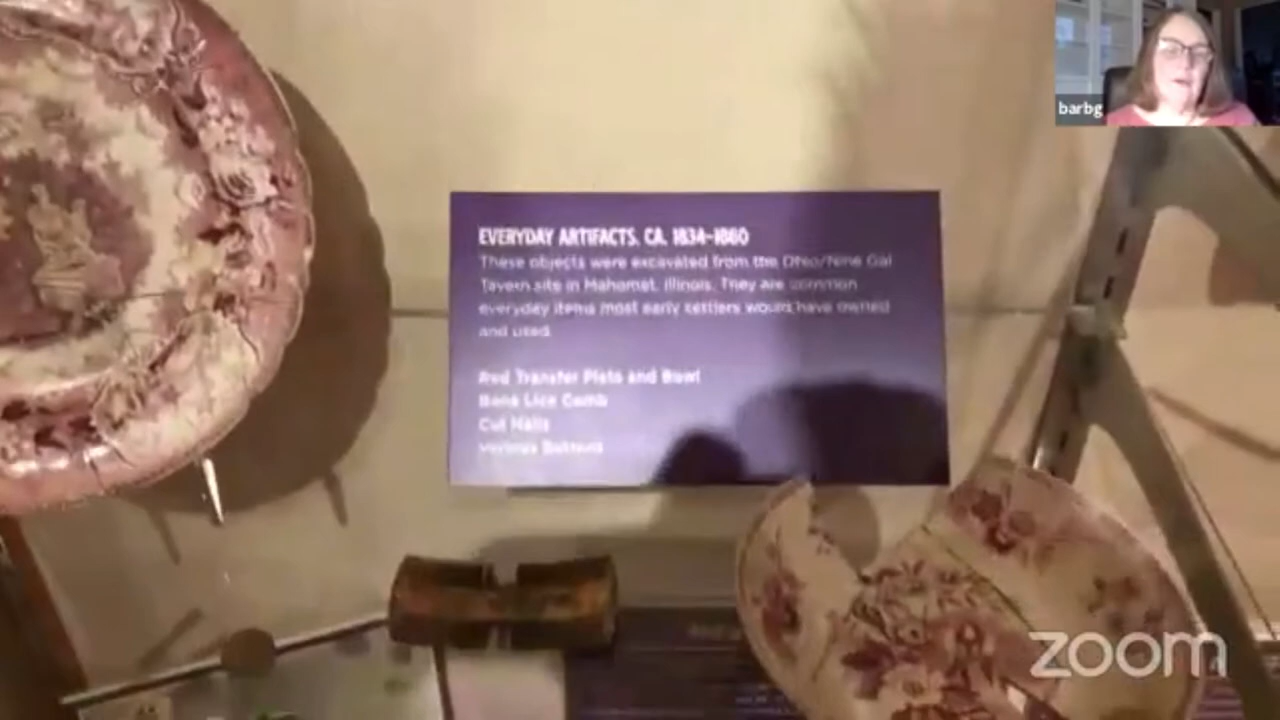 barbg
EVERYDAY ARTIFACTS, CA. 1834-1860
These objects were excavated from the Ohio/Nine Gal
Tavern site in Mahomet, Illinois. They are common
everyday items most early settlers would have owned
and used.
Red Transfer Plate and Bowl
Bone Lice Comb
Cut Nails
Various Buttons
zoom